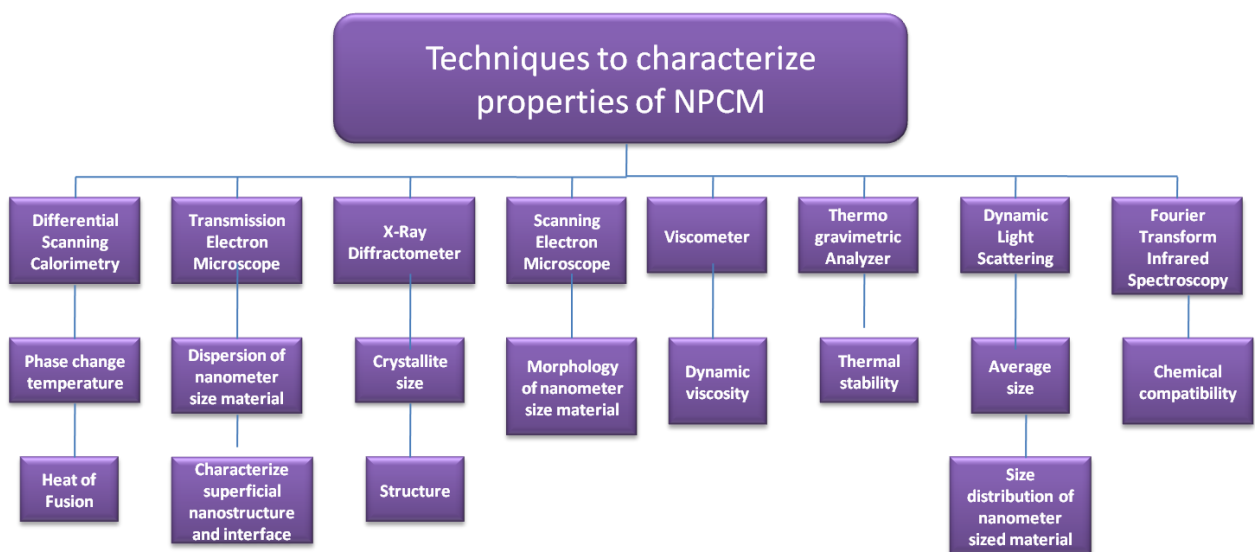 Techniques to characterize
properties of NPCM
Differential
Scanning
Calorimetry
Transmission
Electron
Microscope
X-Ray
Diffractometer
Scanning
Electron
Microscope
Viscometer
Thermo
gravimetric
Analyzer
Dynamic
Light
Scattering
Fourier
Transform
Infrared
Spectroscopy
Phase change
temperature
Dispersion of
nanometer
size material
Crystallite
size
Morphology
of nanometer
size material
Dynamic
viscosity
Thermal
stability
Average
size
Chemical
compatibility
Heat of
Fusion
Characterize
superficial
nanostructure
and interface
Structure
Size
distribution of
nanometer
sized material